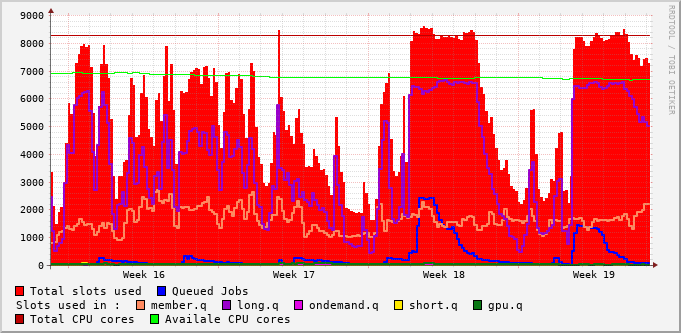 9000
8000
7000
6000
5000
4000
3000
2000
1000
0
Week 16 Week 17 Week 18 Week 19
RRDTOOL / TOBI OETIKER
Total slots used Queued Jobs
Slots used in : member.q long.q ondemand.q short.q gpu.q
Total CPU cores Availale CPU cores